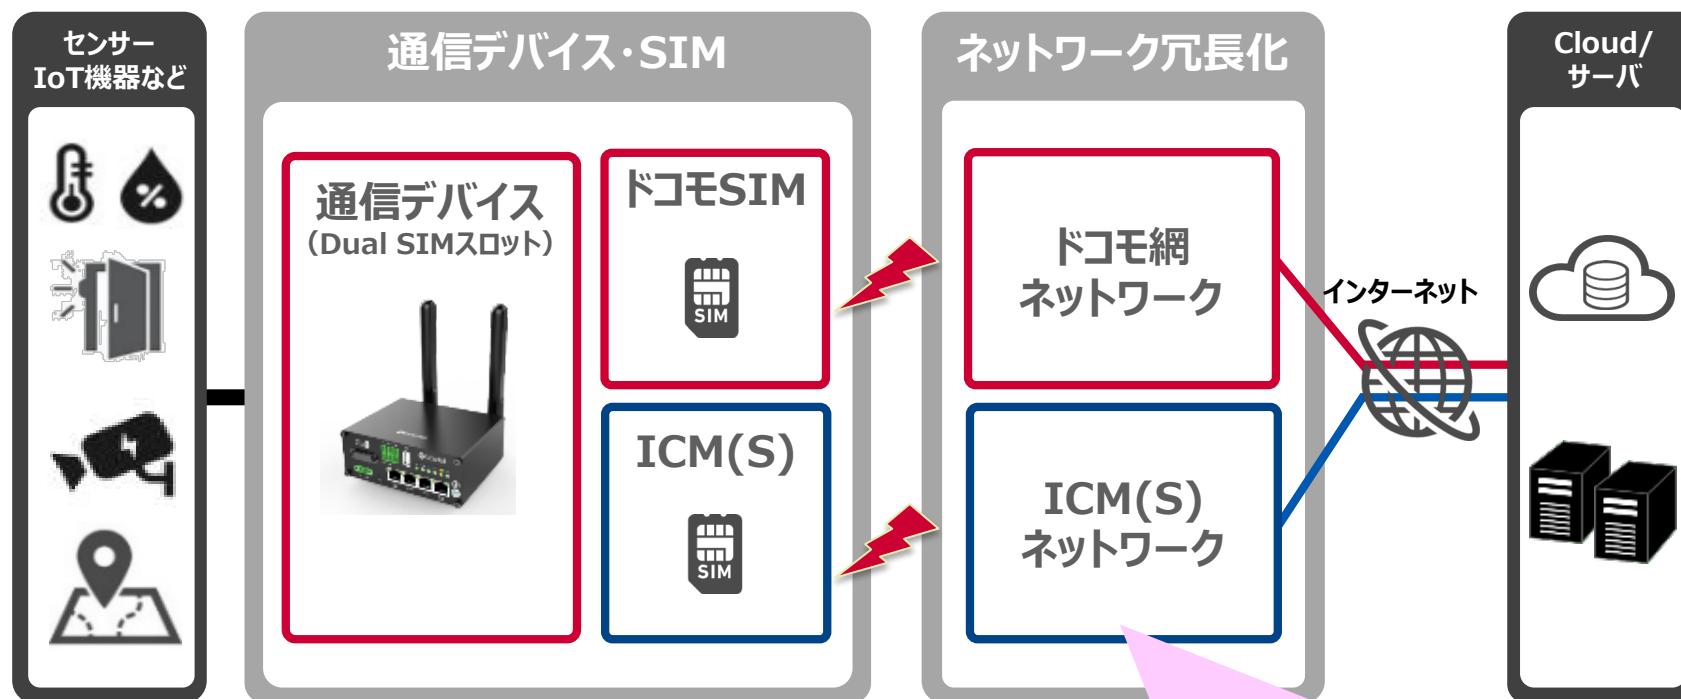 センサー
IoT機器など
通信デバイス・SIM
ネットワーク冗長化
Cloud/
サーバ
通信デバイス
（Dual SIMスロット）
ドコモSIM
SIM
ICM(S)
SIM
ドコモ網
ネットワーク
ICM(S)
ネットワーク
インターネット
%